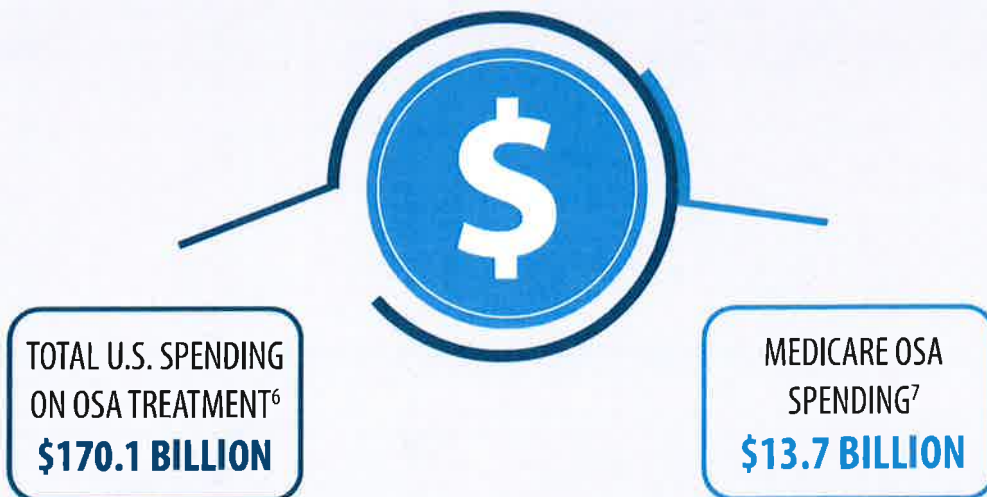 $
TOTAL U.S. SPENDING
ON OSA TREATMENT⁶
$170.1 BILLION
MEDICARE OSA
SPENDING⁷
$13.7 BILLION